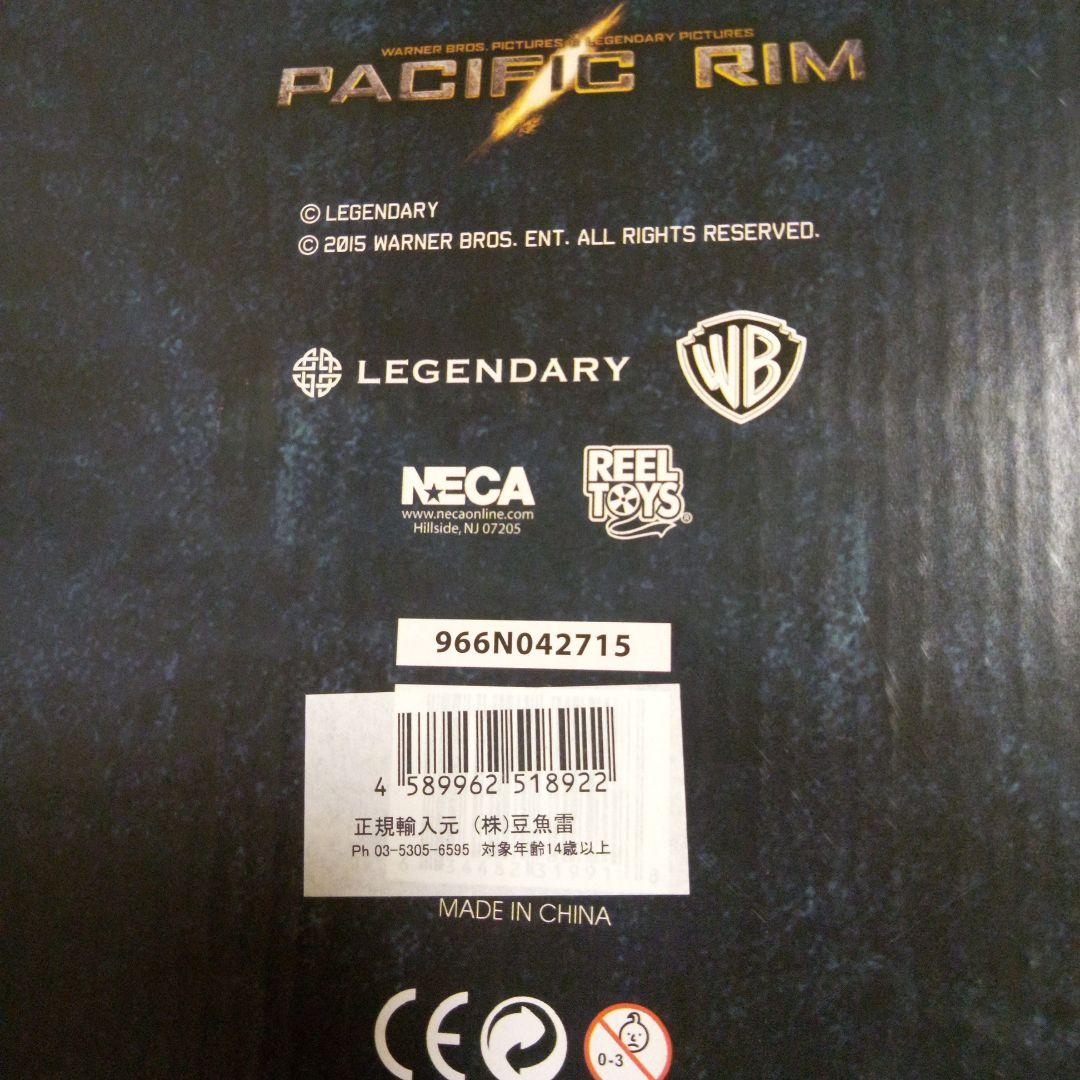 WARNER BROS. PICTURES LEGENDARY PICTURES
PACIFIC RIM
© LEGENDARY
© 2015 WARNER BROS. ENT. ALL RIGHTS RESERVED.
LEGENDARY
WB
NECA
www.necaonline.com
Hillside, NJ 07205
REEL
TOYS®
966N042715
4 589962 518922
正規輸入元 (株)豆魚雷
Ph 03-5305-6595 対象年齢14歳以上
MADE IN CHINA
CE
0-3